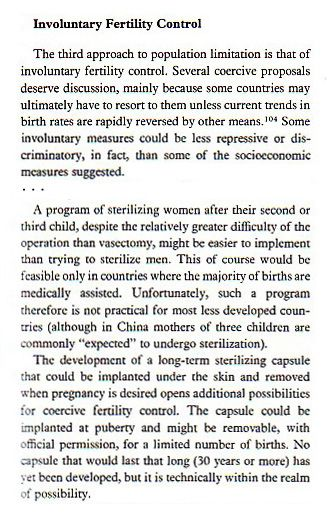 Involuntary Fertility Control
The third approach to population limitation is that of
involuntary fertility control. Several coercive proposals
deserve discussion, mainly because some countries may
ultimately have to resort to them unless current trends in
birth rates are rapidly reversed by other means.¹⁰⁴ Some
involuntary measures could be less repressive or dis-
criminatory, in fact, than some of the socioeconomic
measures suggested.
. . .
A program of sterilizing women after their second or
third child, despite the relatively greater difficulty of the
operation than vasectomy, might be easier to implement
than trying to sterilize men. This of course would be
feasible only in countries where the majority of births are
medically assisted. Unfortunately, such a program
therefore is not practical for most less developed coun-
tries (although in China mothers of three children are
commonly "expected" to undergo sterilization).
The development of a long-term sterilizing capsule
that could be implanted under the skin and removed
when pregnancy is desired opens additional possibilities
for coercive fertility control. The capsule could be
implanted at puberty and might be removable, with
official permission, for a limited number of births. No
capsule that would last that long (30 years or more) has
yet been developed, but it is technically within the realm
of possibility.